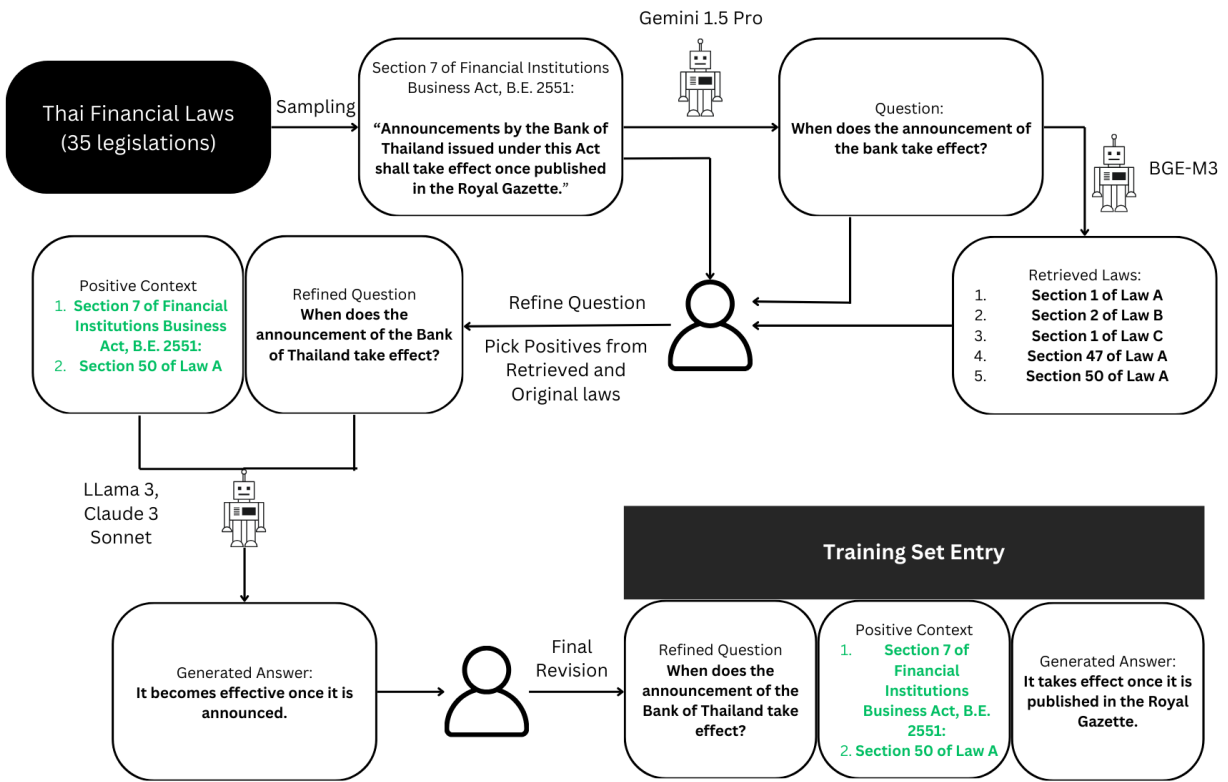 Gemini 1.5 Pro
Thai Financial Laws
(35 legislations)
Sampling
Section 7 of Financial Institutions
Business Act, B.E. 2551:
“Announcements by the Bank of
Thailand issued under this Act
shall take effect once published
in the Royal Gazette.”
Question:
When does the announcement of
the bank take effect?
BGE-M3
Retrieved Laws:
1. Section 1 of Law A
2. Section 2 of Law B
3. Section 1 of Law C
4. Section 47 of Law A
5. Section 50 of Law A
Refine Question
Pick Positives from
Retrieved and
Original laws
Refined Question
When does the
announcement of the Bank
of Thailand take effect?
Positive Context
1. Section 7 of Financial
Institutions Business
Act, B.E. 2551:
2. Section 50 of Law A
LLama 3,
Claude 3
Sonnet
Generated Answer:
It becomes effective once it is
announced.
Final
Revision
Training Set Entry
Refined Question
When does the
announcement of the
Bank of Thailand take
effect?
Positive Context
1. Section 7 of
Financial
Institutions
Business Act, B.E.
2551:
2. Section 50 of Law A
Generated Answer:
It takes effect once it is
published in the Royal
Gazette.